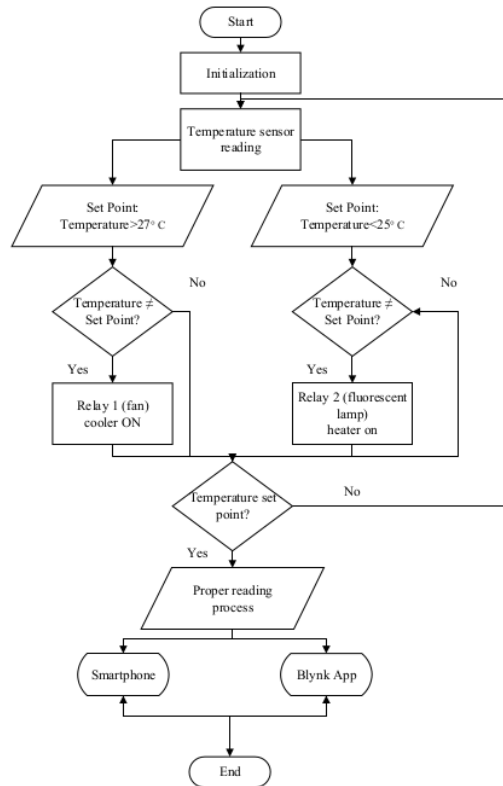 Start
Initialization
Temperature sensor
reading
Set Point:
Temperature>27° C
Set Point:
Temperature<25° C
Temperature ≠
Set Point?
No
Temperature ≠
Set Point?
No
Yes
Yes
Relay 1 (fan)
cooler ON
Relay 2 (fluorescent
lamp)
heater on
Temperature set
point?
No
Yes
Proper reading
process
Smartphone
Blynk App
End